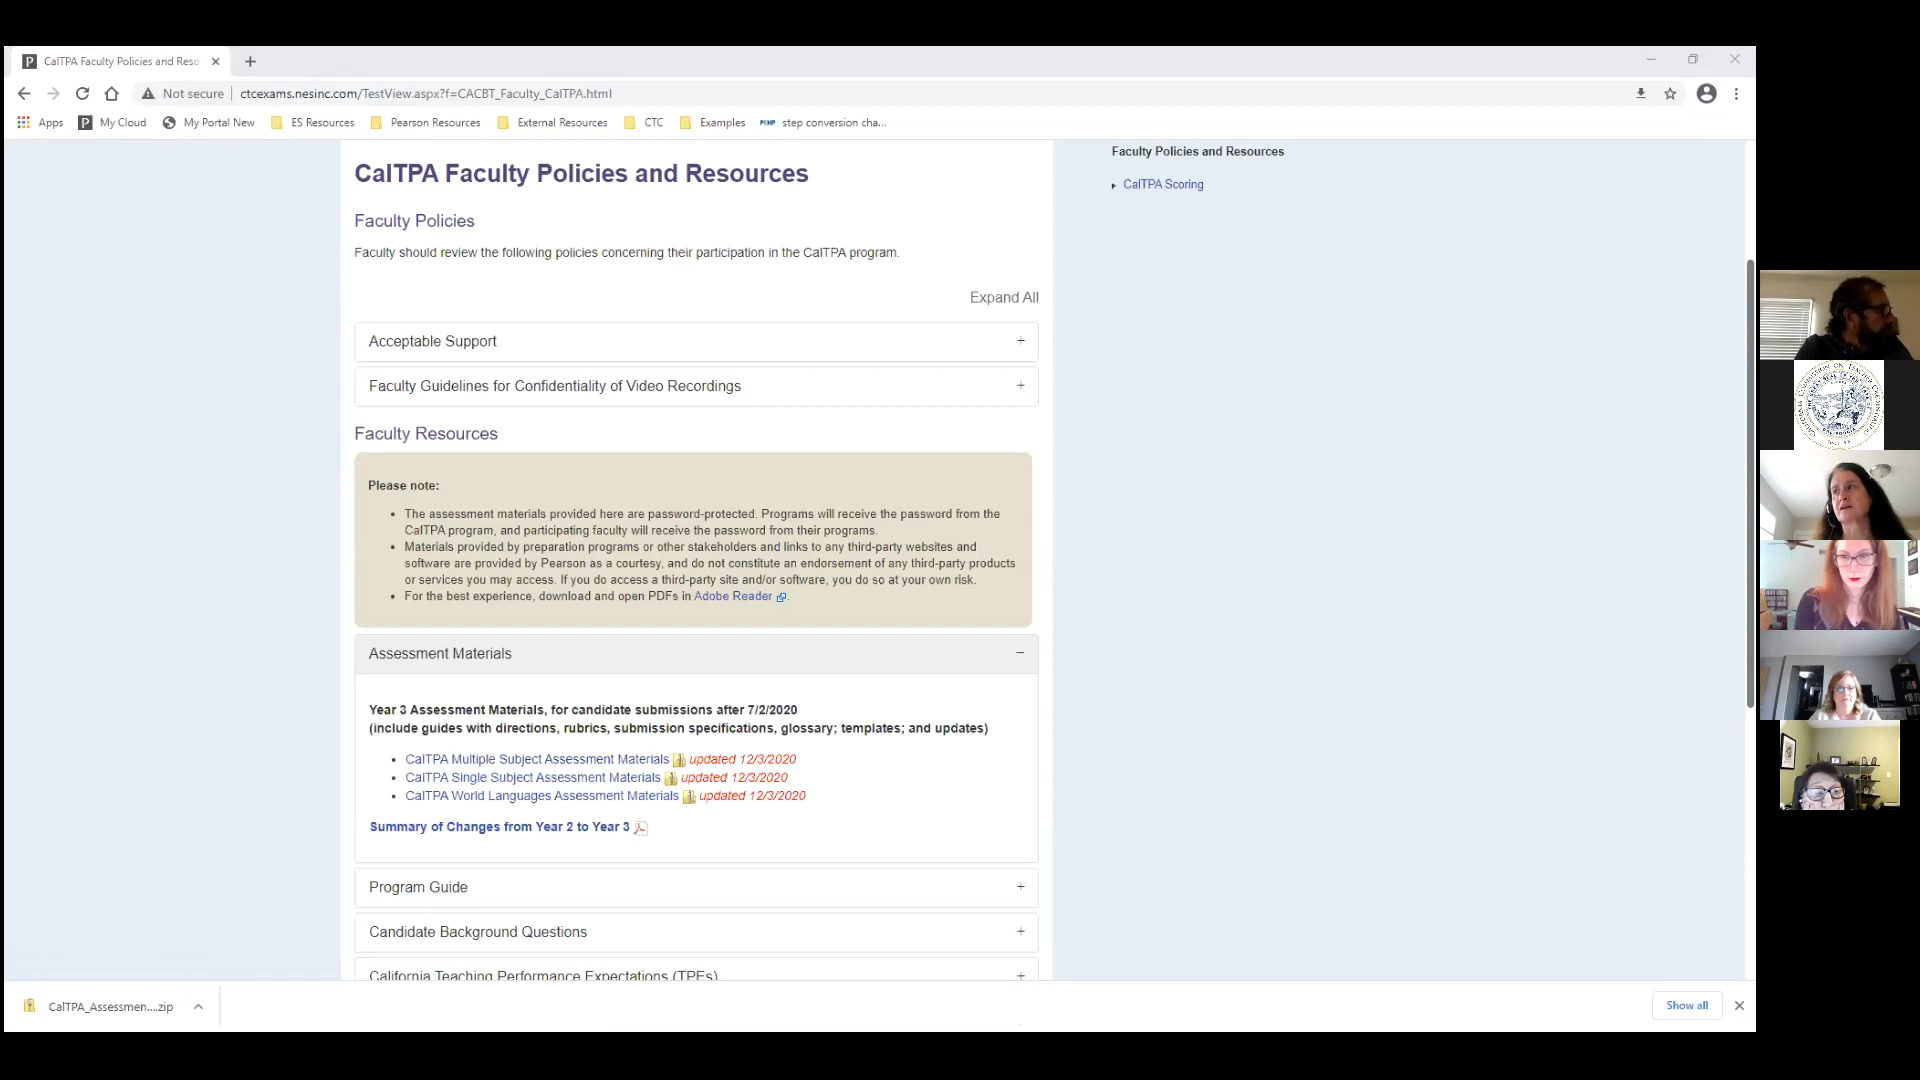 CalTPA Faculty Policies and Reso
Not secure
ctcexams.nesinc.com/TestView.aspx?f=CACBT_Faculty_CalTPA.html
Apps
My Cloud
My Portal New
ES Resources
Pearson Resources
External Resources
CTC
Examples
step conversion cha...
CalTPA Faculty Policies and Resources
Faculty Policies
Faculty should review the following policies concerning their participation in the CalTPA program.
Expand All
Acceptable Support +
Faculty Guidelines for Confidentiality of Video Recordings +
Faculty Resources
Please note:
• The assessment materials provided here are password-protected. Programs will receive the password from the
CalTPA program, and participating faculty will receive the password from their programs.
• Materials provided by preparation programs or other stakeholders and links to any third-party websites and
software are provided by Pearson as a courtesy, and do not constitute an endorsement of any third-party products
or services you may access. If you do access a third-party site and/or software, you do so at your own risk.
• For the best experience, download and open PDFs in Adobe Reader .
Assessment Materials −
Year 3 Assessment Materials, for candidate submissions after 7/2/2020
(include guides with directions, rubrics, submission specifications, glossary; templates; and updates)
• CalTPA Multiple Subject Assessment Materials updated 12/3/2020
• CalTPA Single Subject Assessment Materials updated 12/3/2020
• CalTPA World Languages Assessment Materials updated 12/3/2020
Summary of Changes from Year 2 to Year 3
Program Guide +
Candidate Background Questions +
California Teaching Performance Expectations (TPEs) +
Faculty Policies and Resources
CalTPA Scoring
CalTPA_Assessmen....zip
Show all
COMMISSION ON TEACHER CREDENTIALING
CALIFORNIA